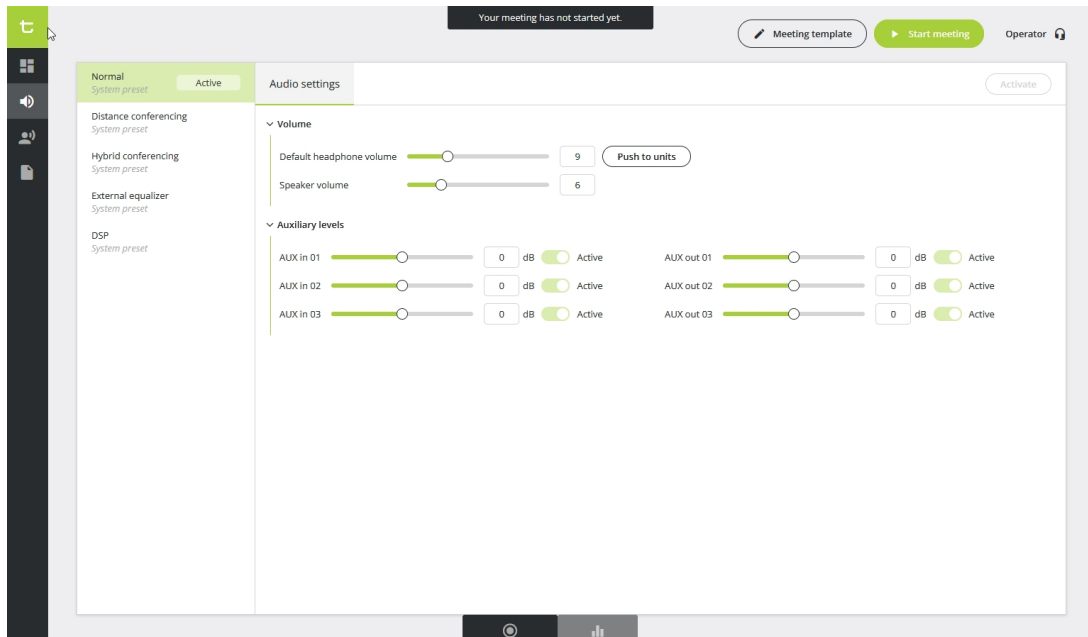 Your meeting has not started yet.
Meeting template
Start meeting
Operator
Normal
System preset
Active
Distance conferencing
System preset
Hybrid conferencing
System preset
External equalizer
System preset
DSP
System preset
Audio settings
Activate
Volume
Default headphone volume 9 Push to units
Speaker volume 6
Auxiliary levels
AUX in 01 0 dB Active AUX out 01 0 dB Active
AUX in 02 0 dB Active AUX out 02 0 dB Active
AUX in 03 0 dB Active AUX out 03 0 dB Active